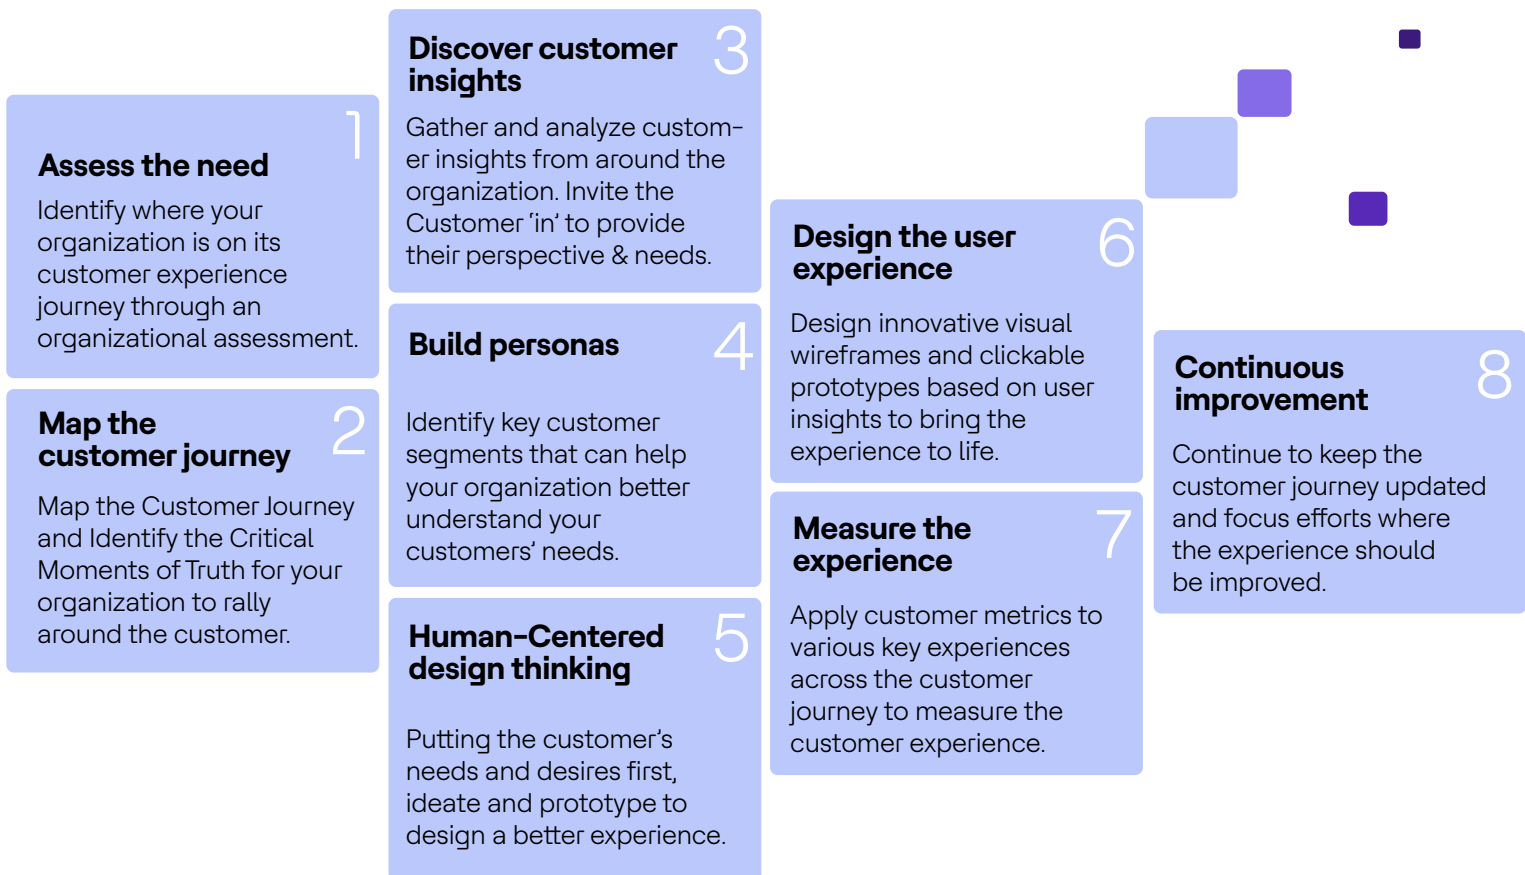 1
Assess the need
Identify where your
organization is on its
customer experience
journey through an
organizational assessment.
2
Map the
customer journey
Map the Customer Journey
and Identify the Critical
Moments of Truth for your
organization to rally
around the customer.
3
Discover customer
insights
Gather and analyze custom-
er insights from around the
organization. Invite the
Customer ‘in’ to provide
their perspective & needs.
4
Build personas
Identify key customer
segments that can help
your organization better
understand your
customers’ needs.
5
Human-Centered
design thinking
Putting the customer’s
needs and desires first,
ideate and prototype to
design a better experience.
6
Design the user
experience
Design innovative visual
wireframes and clickable
prototypes based on user
insights to bring the
experience to life.
7
Measure the
experience
Apply customer metrics to
various key experiences
across the customer
journey to measure the
customer experience.
8
Continuous
improvement
Continue to keep the
customer journey updated
and focus efforts where
the experience should
be improved.